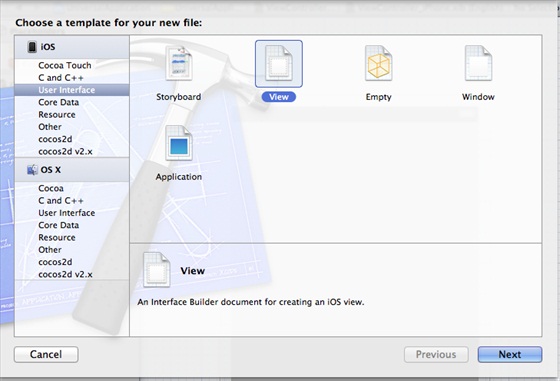 Choose a template for your new file:
iOS
Cocoa Touch
C and C++
User Interface
Core Data
Resource
Other
cocos2d
cocos2d v2.x
OS X
Cocoa
C and C++
User Interface
Core Data
Resource
Other
cocos2d
cocos2d v2.x
Storyboard
View
Empty
Window
Application
View
An Interface Builder document for creating an iOS view.
Cancel
Previous
Next